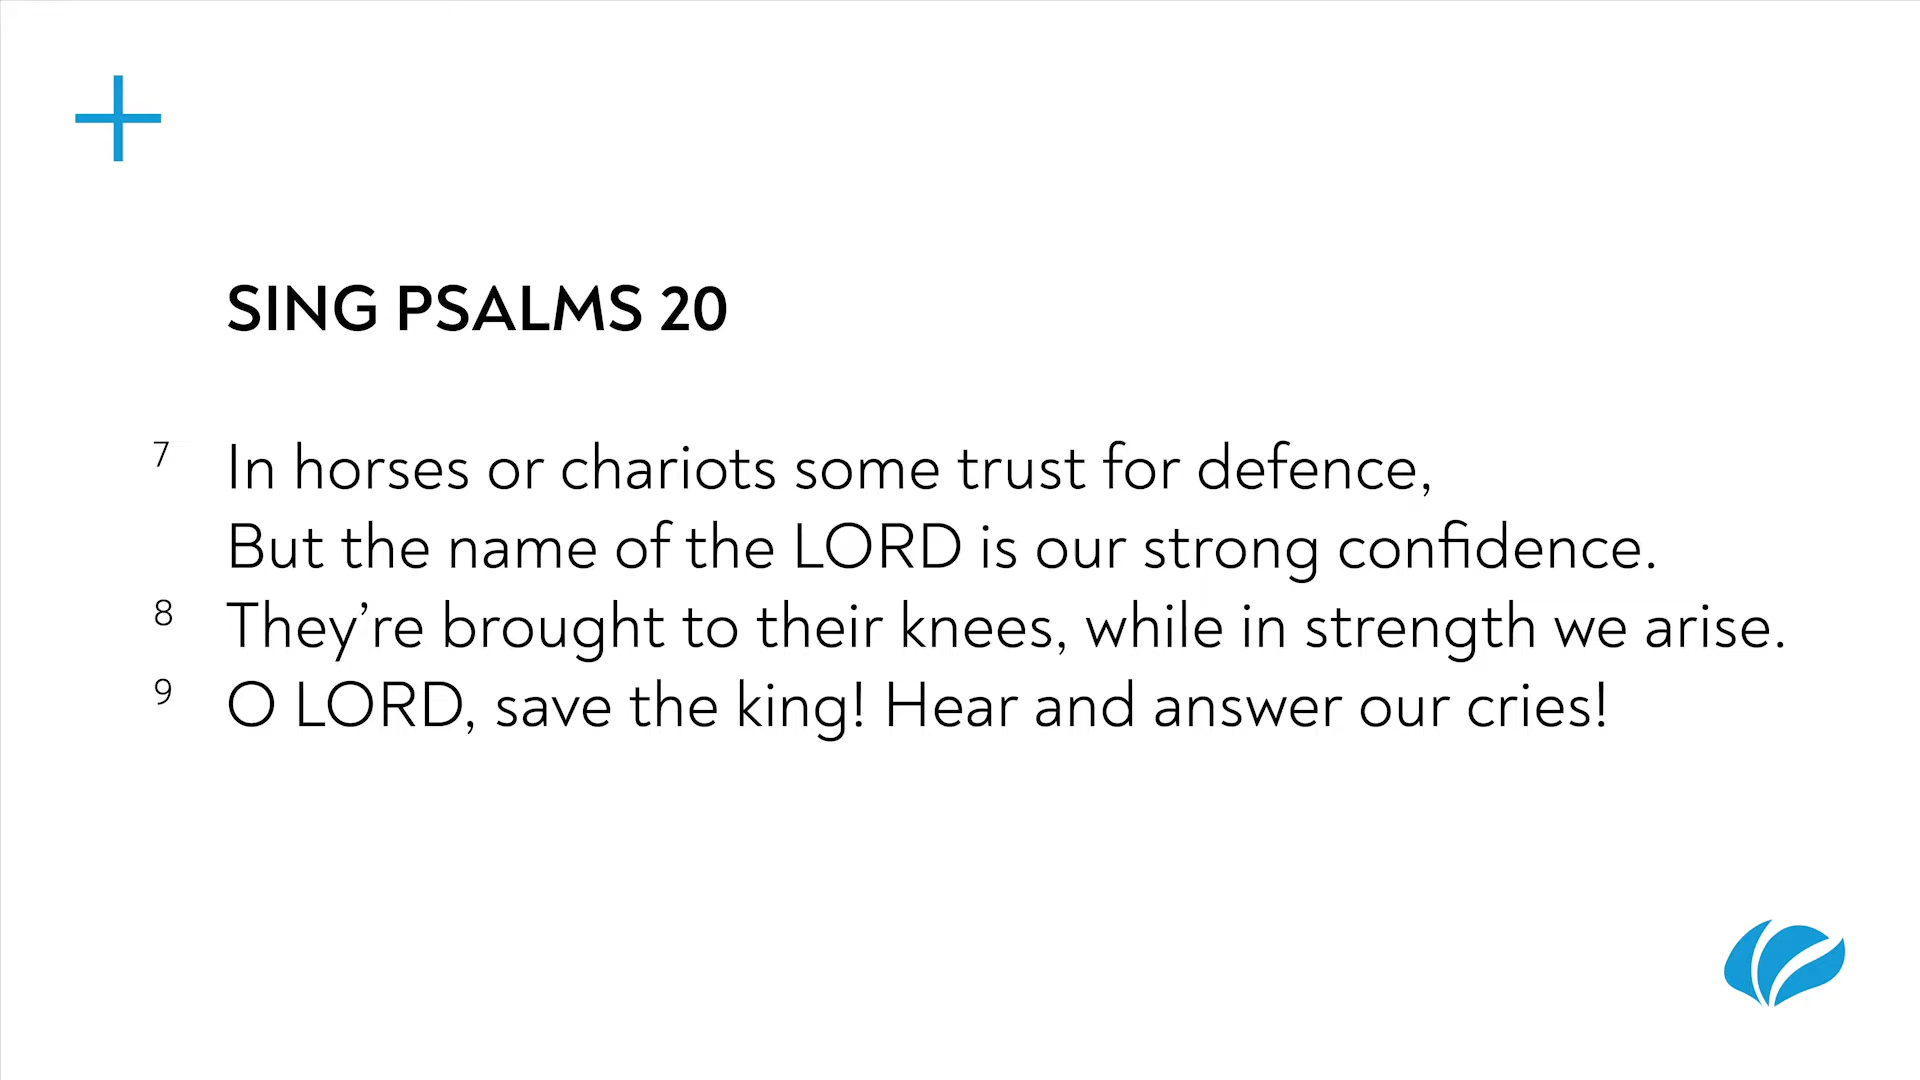 SING PSALMS 20
7 In horses or chariots some trust for defence,
But the name of the LORD is our strong confidence.
8 They’re brought to their knees, while in strength we arise.
9 O LORD, save the king! Hear and answer our cries!